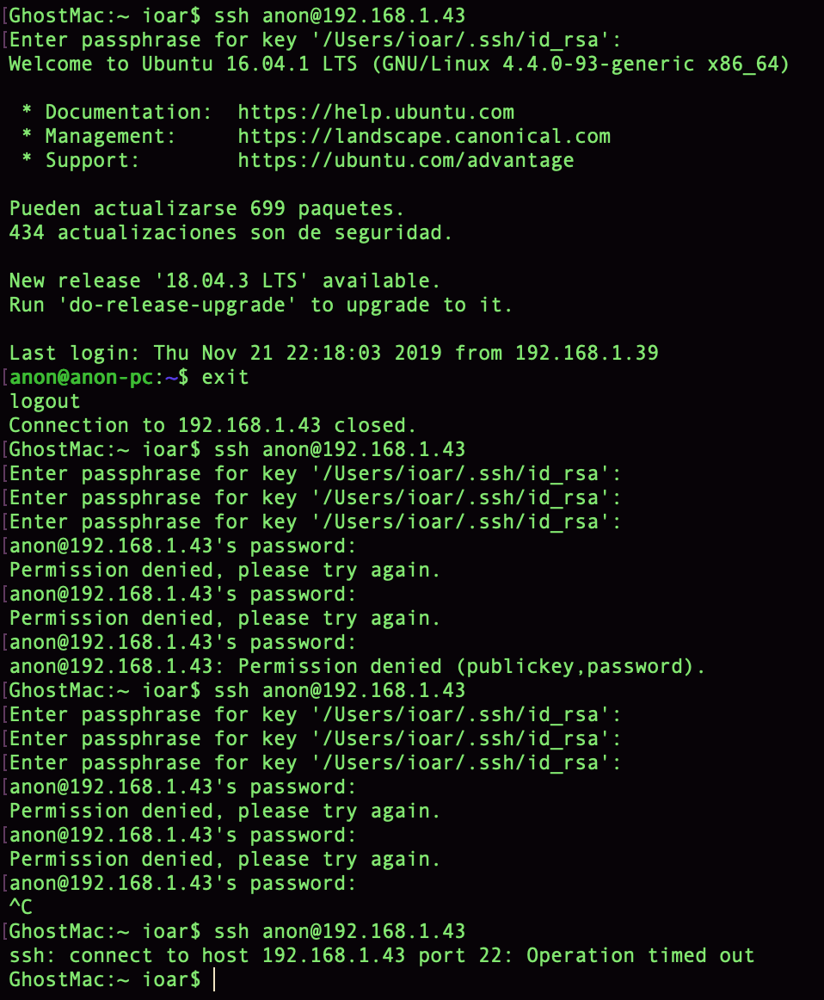 [GhostMac:~ ioar$ ssh anon@192.168.1.43
[Enter passphrase for key '/Users/ioar/.ssh/id_rsa':
Welcome to Ubuntu 16.04.1 LTS (GNU/Linux 4.4.0-93-generic x86_64)
* Documentation:  https://help.ubuntu.com
* Management:     https://landscape.canonical.com
* Support:        https://ubuntu.com/advantage
Pueden actualizarse 699 paquetes.
434 actualizaciones son de seguridad.
New release '18.04.3 LTS' available.
Run 'do-release-upgrade' to upgrade to it.
Last login: Thu Nov 21 22:18:03 2019 from 192.168.1.39
[anon@anon-pc:~$ exit
logout
Connection to 192.168.1.43 closed.
[GhostMac:~ ioar$ ssh anon@192.168.1.43
[Enter passphrase for key '/Users/ioar/.ssh/id_rsa':
[Enter passphrase for key '/Users/ioar/.ssh/id_rsa':
[Enter passphrase for key '/Users/ioar/.ssh/id_rsa':
[anon@192.168.1.43's password:
Permission denied, please try again.
[anon@192.168.1.43's password:
Permission denied, please try again.
[anon@192.168.1.43's password:
anon@192.168.1.43: Permission denied (publickey,password).
[GhostMac:~ ioar$ ssh anon@192.168.1.43
[Enter passphrase for key '/Users/ioar/.ssh/id_rsa':
[Enter passphrase for key '/Users/ioar/.ssh/id_rsa':
[Enter passphrase for key '/Users/ioar/.ssh/id_rsa':
[anon@192.168.1.43's password:
Permission denied, please try again.
[anon@192.168.1.43's password:
Permission denied, please try again.
[anon@192.168.1.43's password:
^C
[GhostMac:~ ioar$ ssh anon@192.168.1.43
ssh: connect to host 192.168.1.43 port 22: Operation timed out
GhostMac:~ ioar$